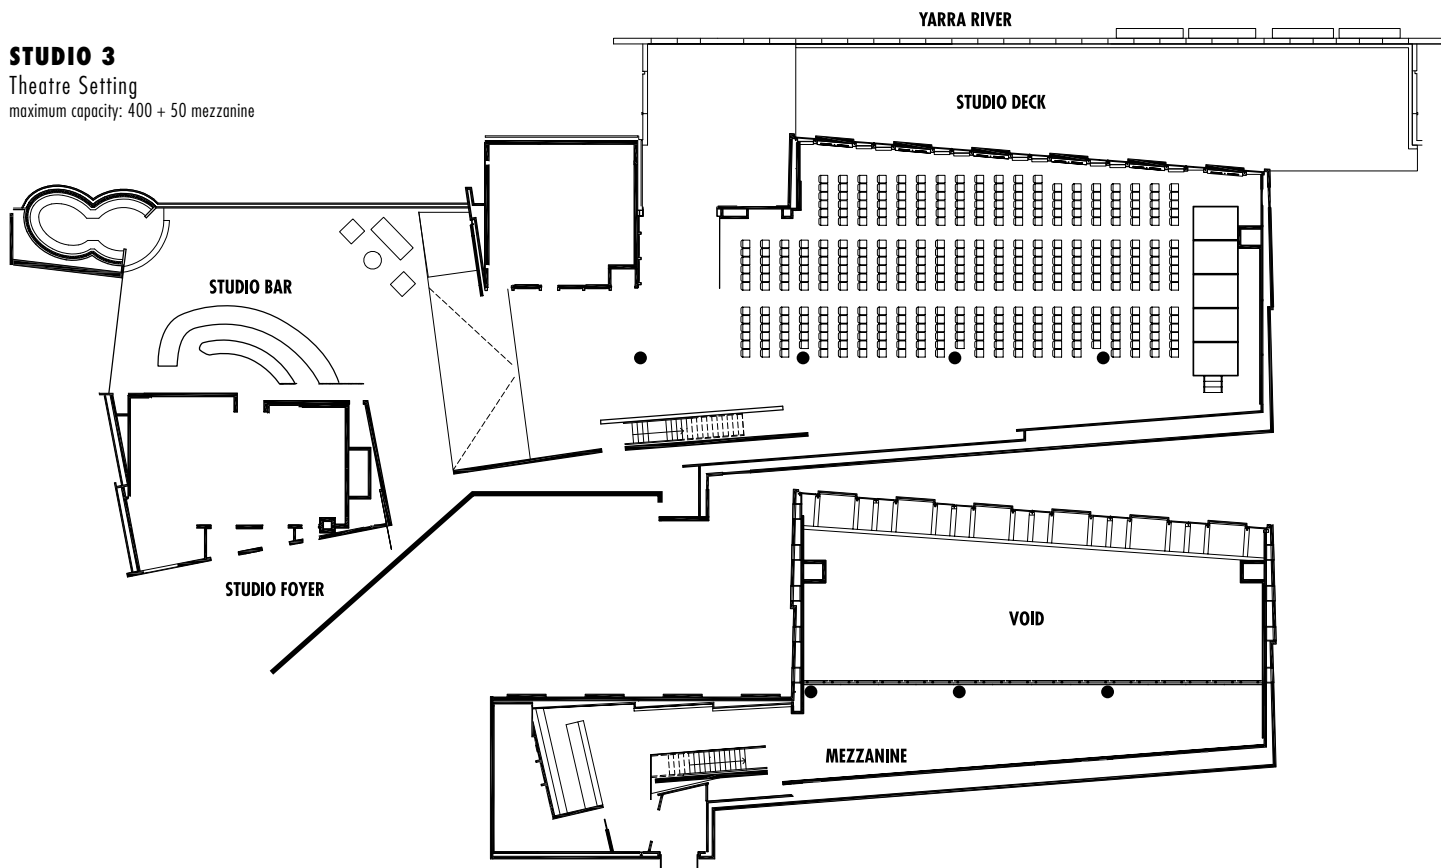 YARRA RIVER
STUDIO 3
Theatre Setting
maximum capacity: 400 + 50 mezzanine
STUDIO DECK
STUDIO BAR
STUDIO FOYER
VOID
MEZZANINE